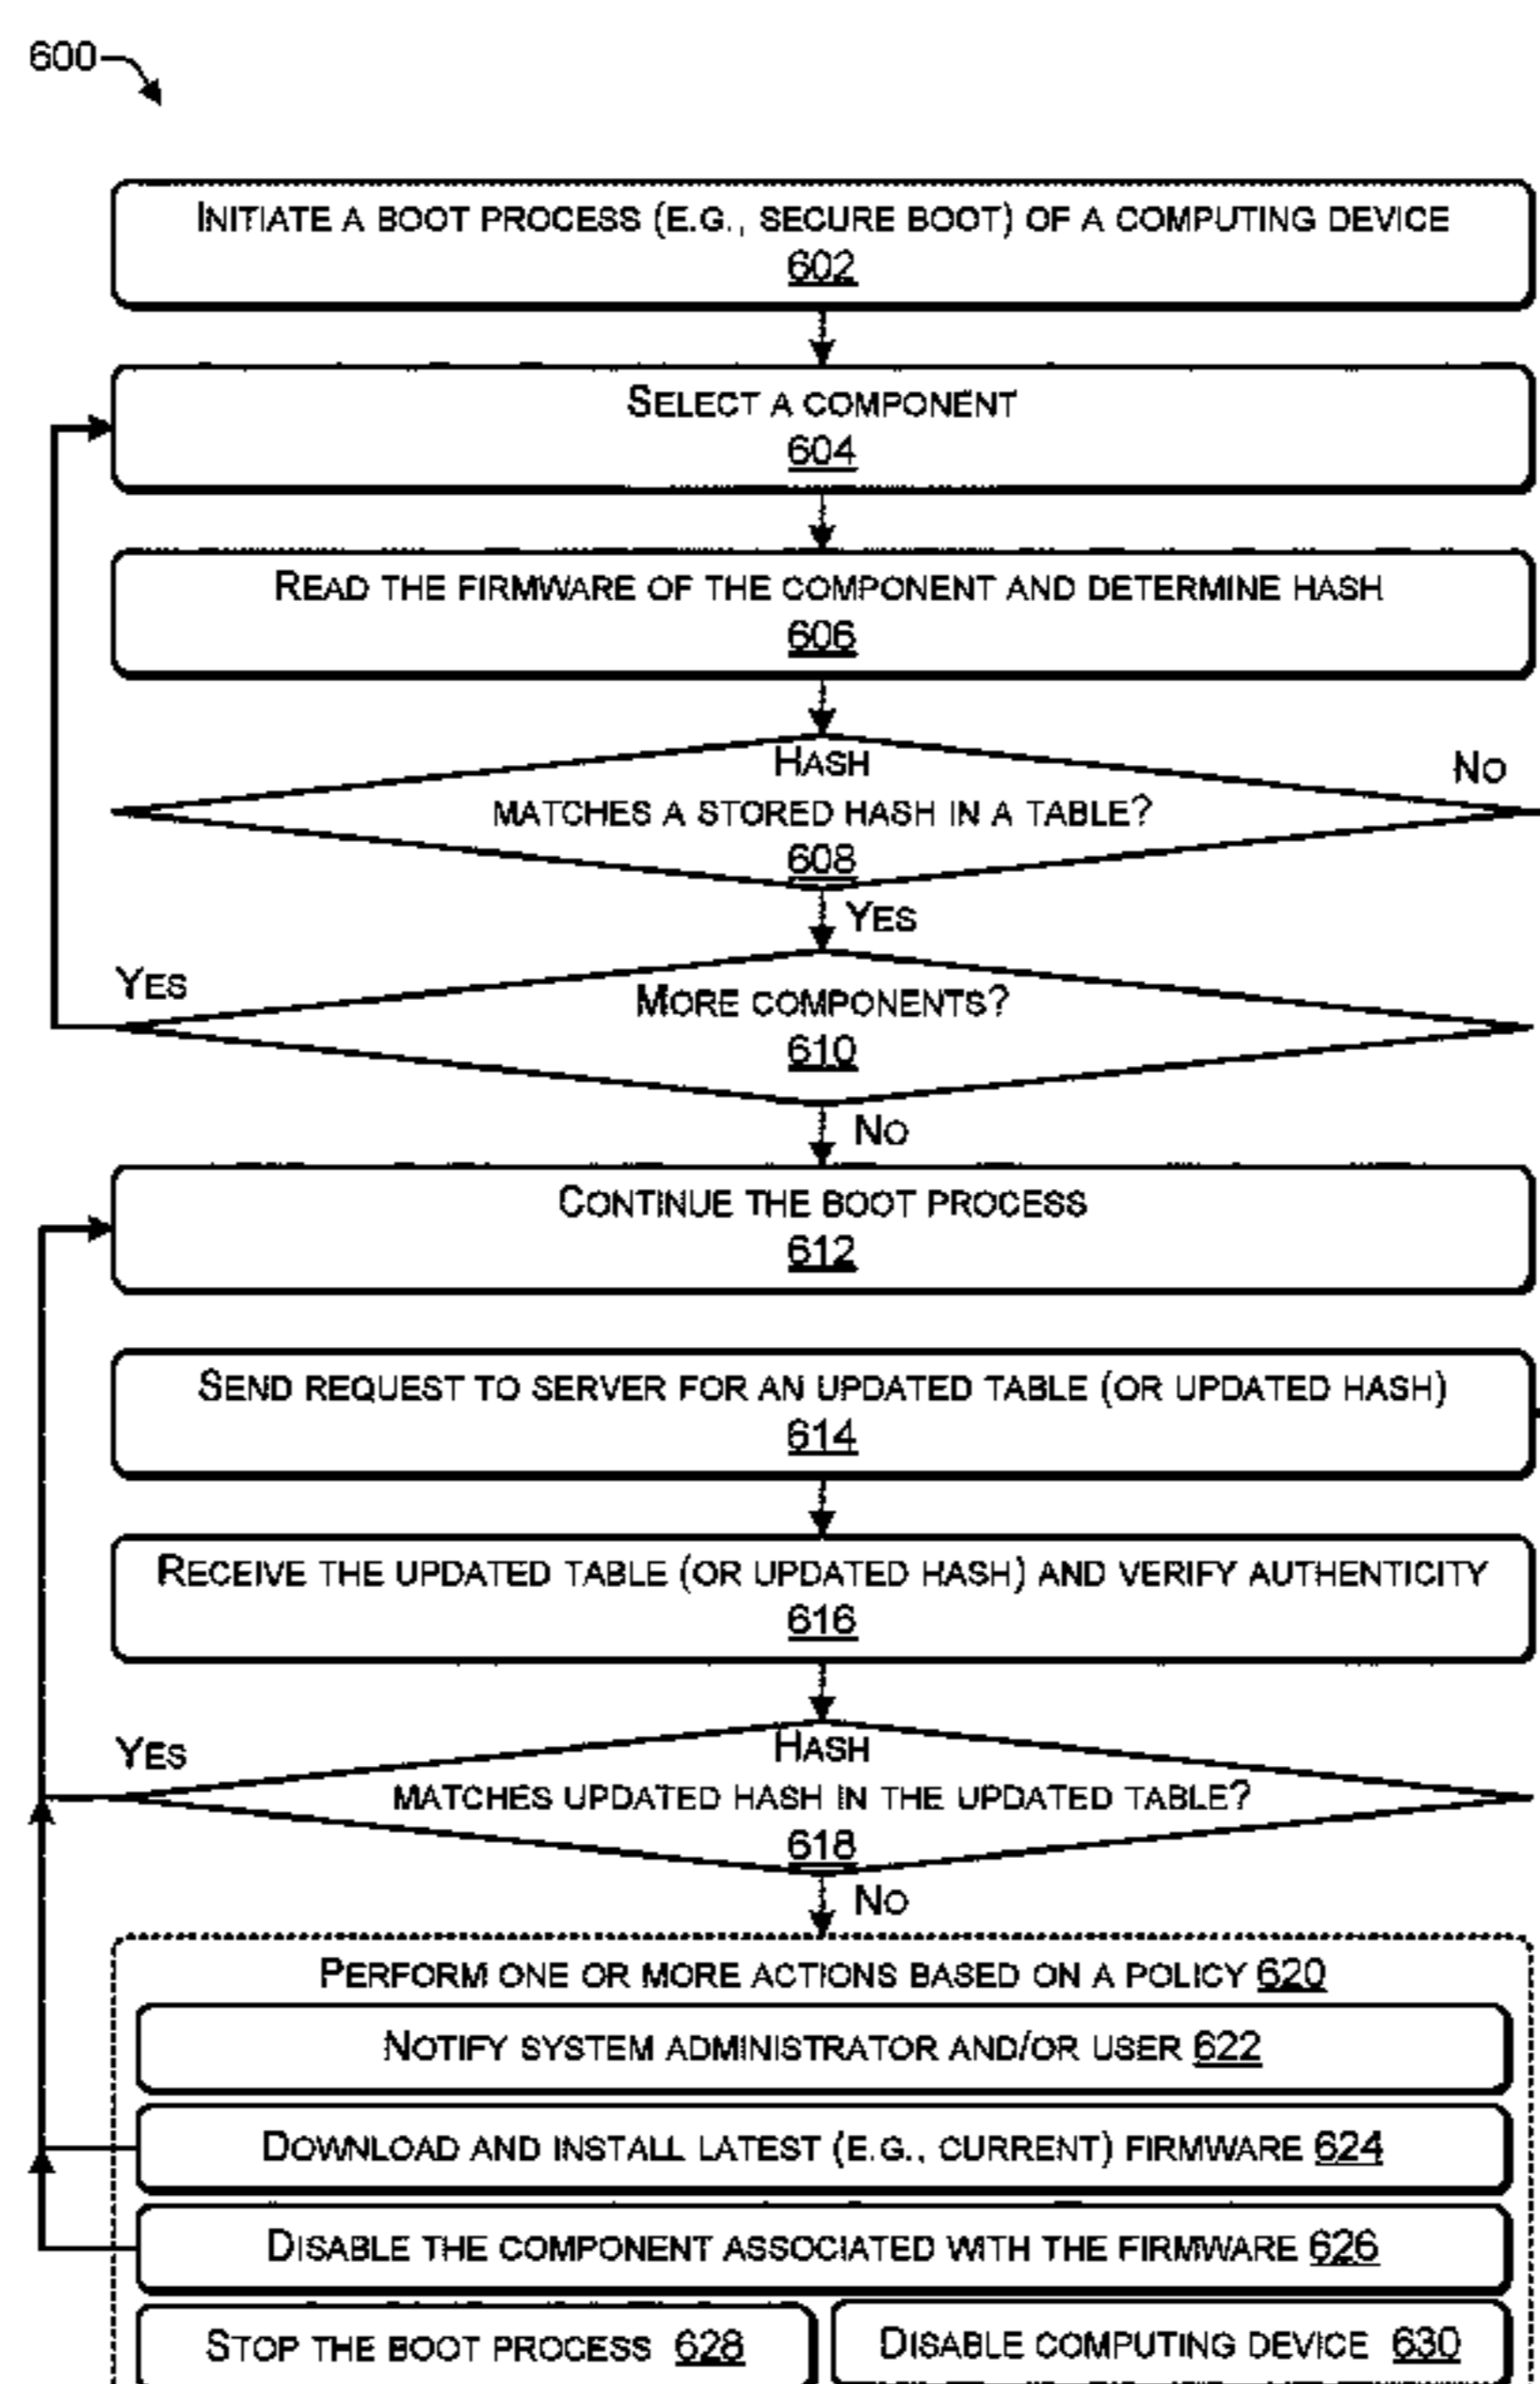 600
INITIATE A BOOT PROCESS (E.G., SECURE BOOT) OF A COMPUTING DEVICE
602
SELECT A COMPONENT
604
READ THE FIRMWARE OF THE COMPONENT AND DETERMINE HASH
606
HASH
MATCHES A STORED HASH IN A TABLE?
608
NO
YES
YES
MORE COMPONENTS?
610
NO
CONTINUE THE BOOT PROCESS
612
SEND REQUEST TO SERVER FOR AN UPDATED TABLE (OR UPDATED HASH)
614
RECEIVE THE UPDATED TABLE (OR UPDATED HASH) AND VERIFY AUTHENTICITY
616
YES
HASH
MATCHES UPDATED HASH IN THE UPDATED TABLE?
618
NO
PERFORM ONE OR MORE ACTIONS BASED ON A POLICY 620
NOTIFY SYSTEM ADMINISTRATOR AND/OR USER 622
DOWNLOAD AND INSTALL LATEST (E.G., CURRENT) FIRMWARE 624
DISABLE THE COMPONENT ASSOCIATED WITH THE FIRMWARE 626
STOP THE BOOT PROCESS 628
DISABLE COMPUTING DEVICE 630